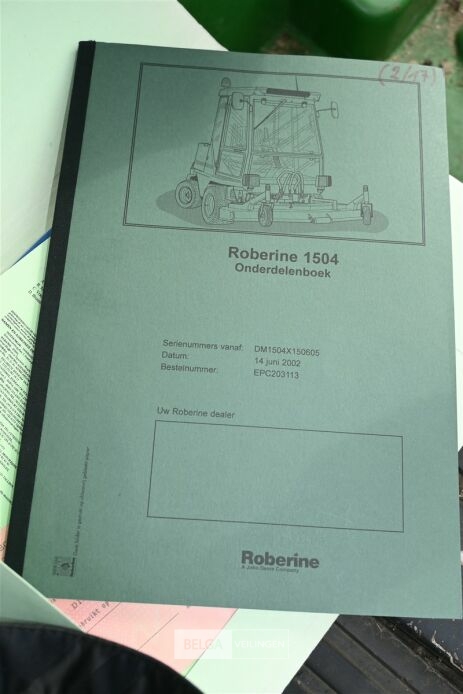 (2/17)
Roberine 1504
Onderdelenboek
Serienummers vanaf: DM1504X150605
Datum: 14 juni 2002
Bestelnummer: EPC203113
Uw Roberine dealer
Roberine
A John Deere Company
BELGA